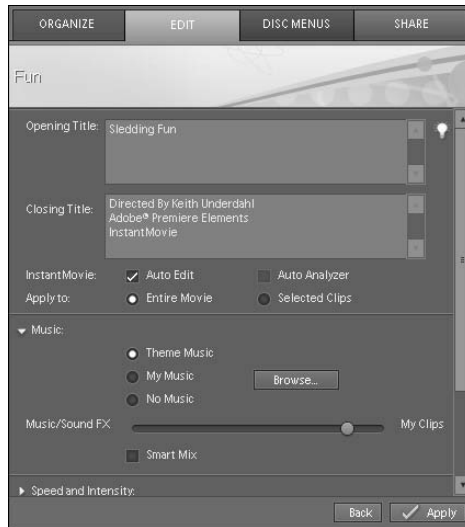 ORGANIZE EDIT DISC MENUS SHARE
Fun
Opening Title: Sledding Fun
Closing Title: Directed By Keith Underdahl
Adobe® Premiere Elements
InstantMovie
InstantMovie: Auto Edit Auto Analyzer
Apply to: Entire Movie Selected Clips
Music:
Theme Music
My Music Browse...
No Music
Music/Sound FX My Clips
Smart Mix
Speed and Intensity:
Back Apply